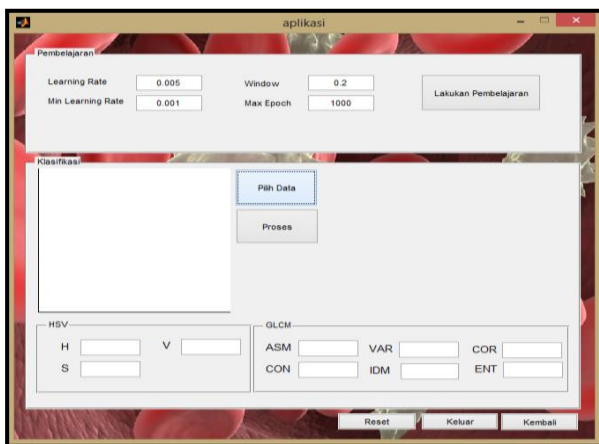 aplikasi
Pembelajaran
Learning Rate 0.005 Window 0.2
Lakukan Pembelajaran
Min Learning Rate 0.001 Max Epoch 1000
Klasifikasi
Pilih Data
Proses
HSV
H V
S
GLCM
ASM VAR COR
CON IDM ENT
Reset Keluar Kembali